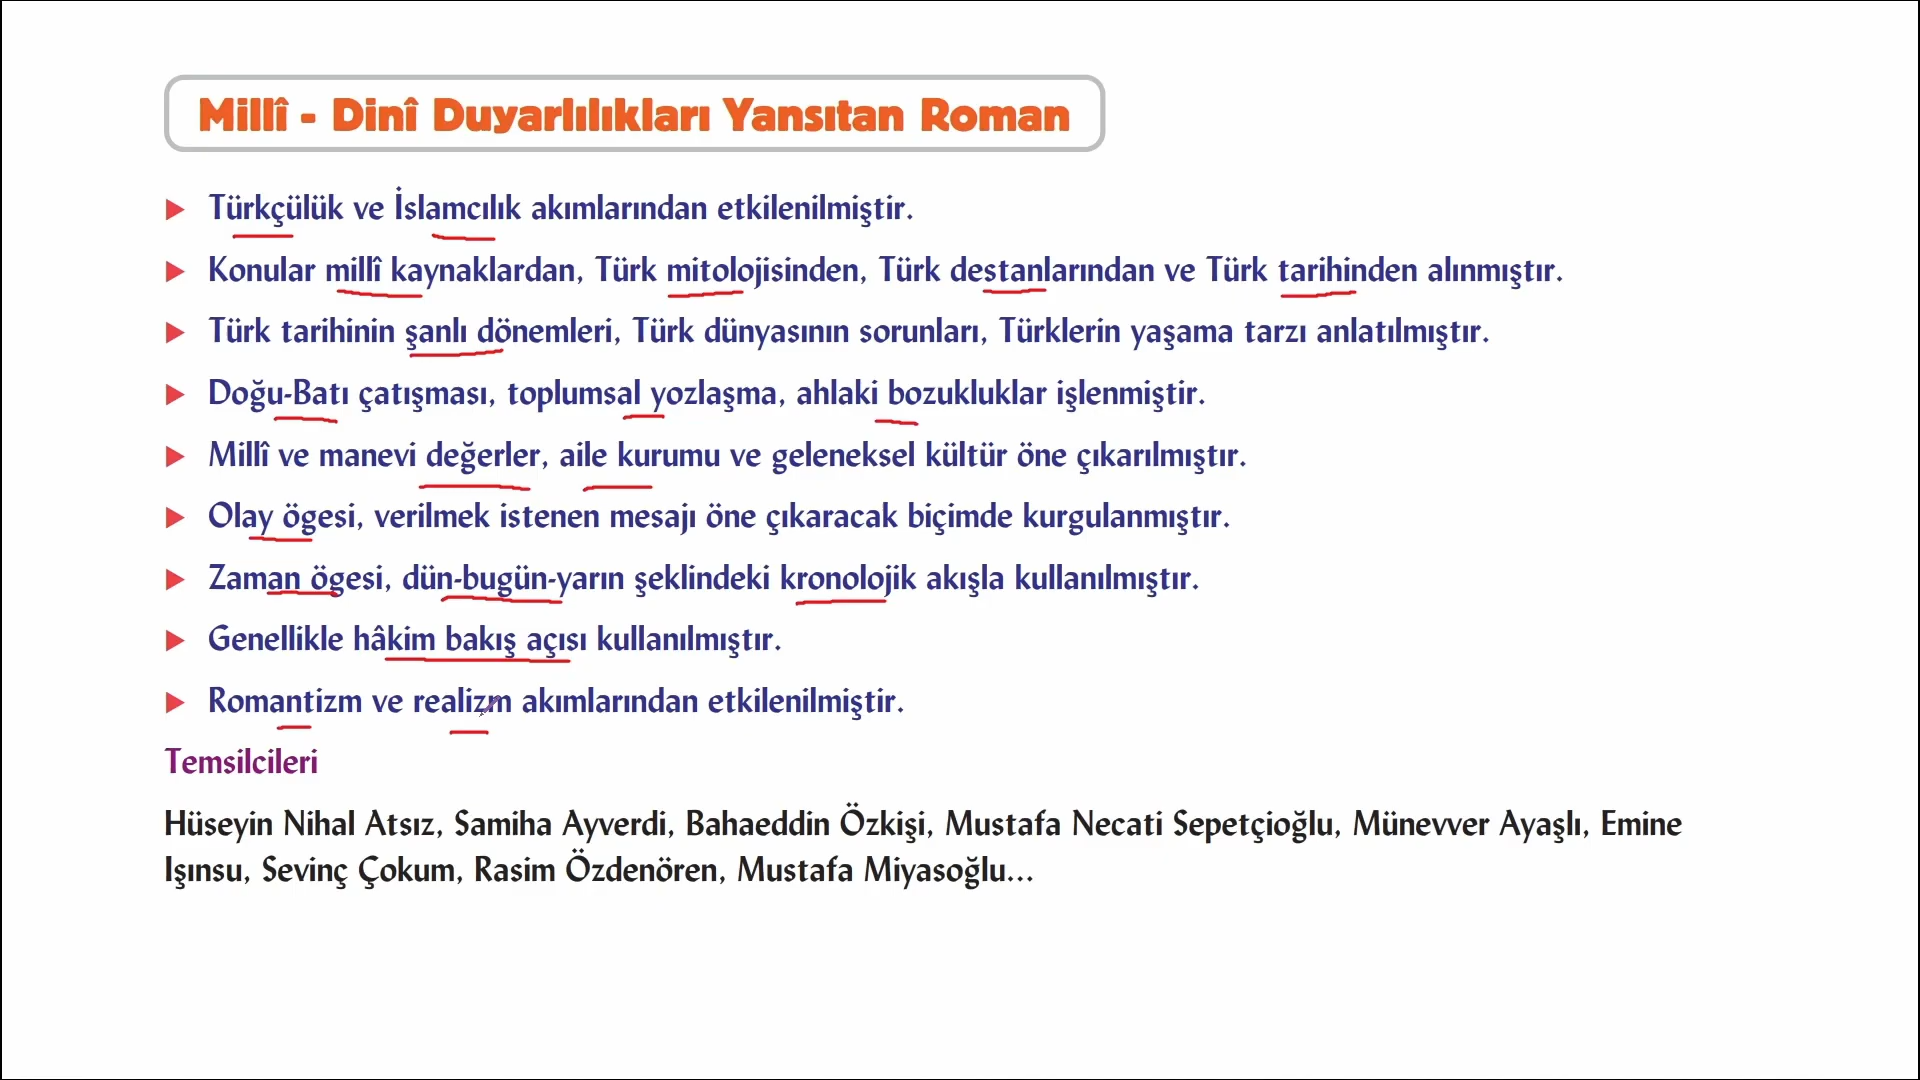 Millî - Dinî Duyarlılıkları Yansıtan Roman
Türkçülük ve İslamcılık akımlarından etkilenilmiştir.
Konular millî kaynaklardan, Türk mitolojisinden, Türk destanlarından ve Türk tarihinden alınmıştır.
Türk tarihinin şanlı dönemleri, Türk dünyasının sorunları, Türklerin yaşama tarzı anlatılmıştır.
Doğu-Batı çatışması, toplumsal yozlaşma, ahlaki bozukluklar işlenmiştir.
Millî ve manevi değerler, aile kurumu ve geleneksel kültür öne çıkarılmıştır.
Olay ögesi, verilmek istenen mesajı öne çıkaracak biçimde kurgulanmıştır.
Zaman ögesi, dün-bugün-yarın şeklindeki kronolojik akışla kullanılmıştır.
Genellikle hâkim bakış açısı kullanılmıştır.
Romantizm ve realizm akımlarından etkilenilmiştir.
Temsilcileri
Hüseyin Nihal Atsız, Samiha Ayverdi, Bahaeddin Özkişi, Mustafa Necati Sepetçioğlu, Münevver Ayaşlı, Emine
Işınsu, Sevinç Çokum, Rasim Özdenören, Mustafa Miyasoğlu...